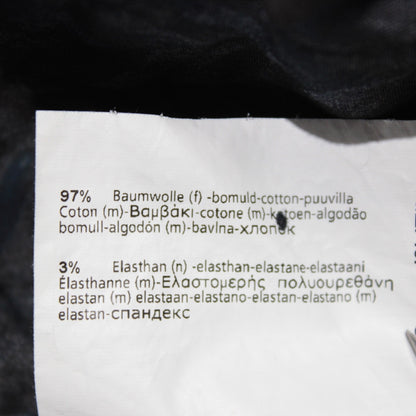 97% Baumwolle (f) -bomuld-cotton-puuvilla
Coton (m)-Βαμβάκι-cotone (m)-katoen-algodão
bomull-algodón (m)-bavlna-хлопок
3% Elasthan (n) -elasthan-elastane-elastaani
Élasthanne (m)-Ελαστομερής πολυουρεθάνη
elastan (m) elastaan-elastano-elastan-elastano (m)
elastan-спандекс